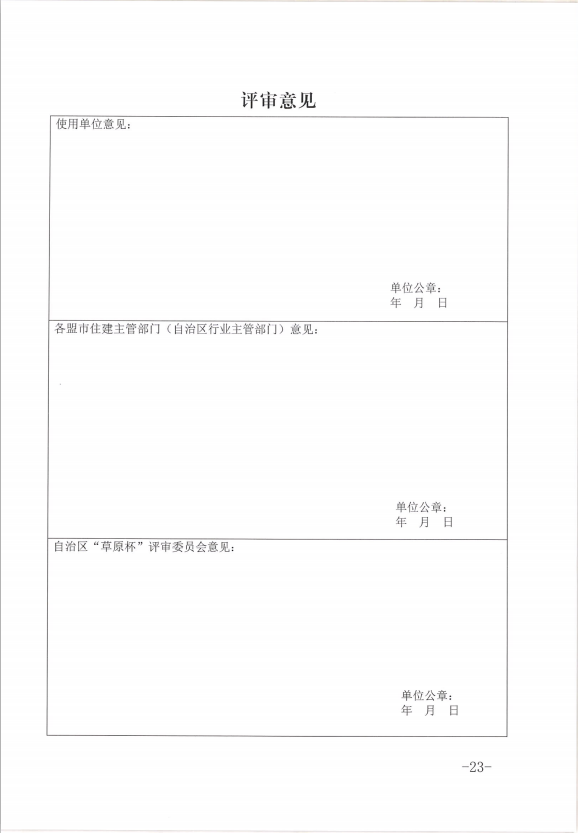 评审意见
使用单位意见：
单位公章：
年 月 日
各盟市住建主管部门（自治区行业主管部门）意见：
单位公章：
年 月 日
自治区“草原杯”评审委员会意见：
单位公章：
年 月 日
-23-